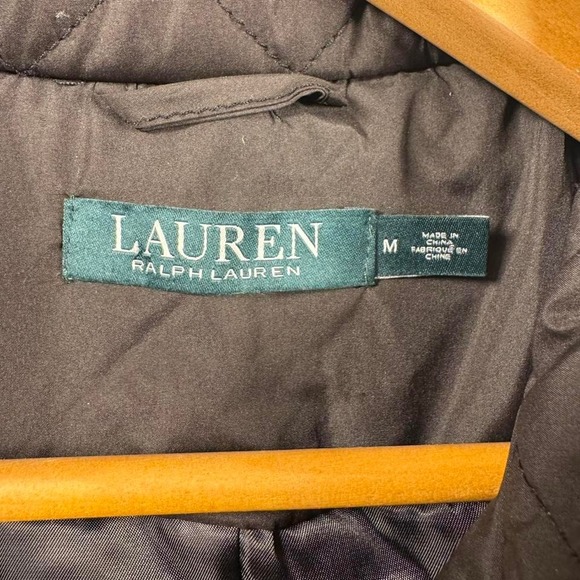 LAUREN
RALPH LAUREN
M
MADE IN
CHINA
FABRIQUÉ EN
CHINE